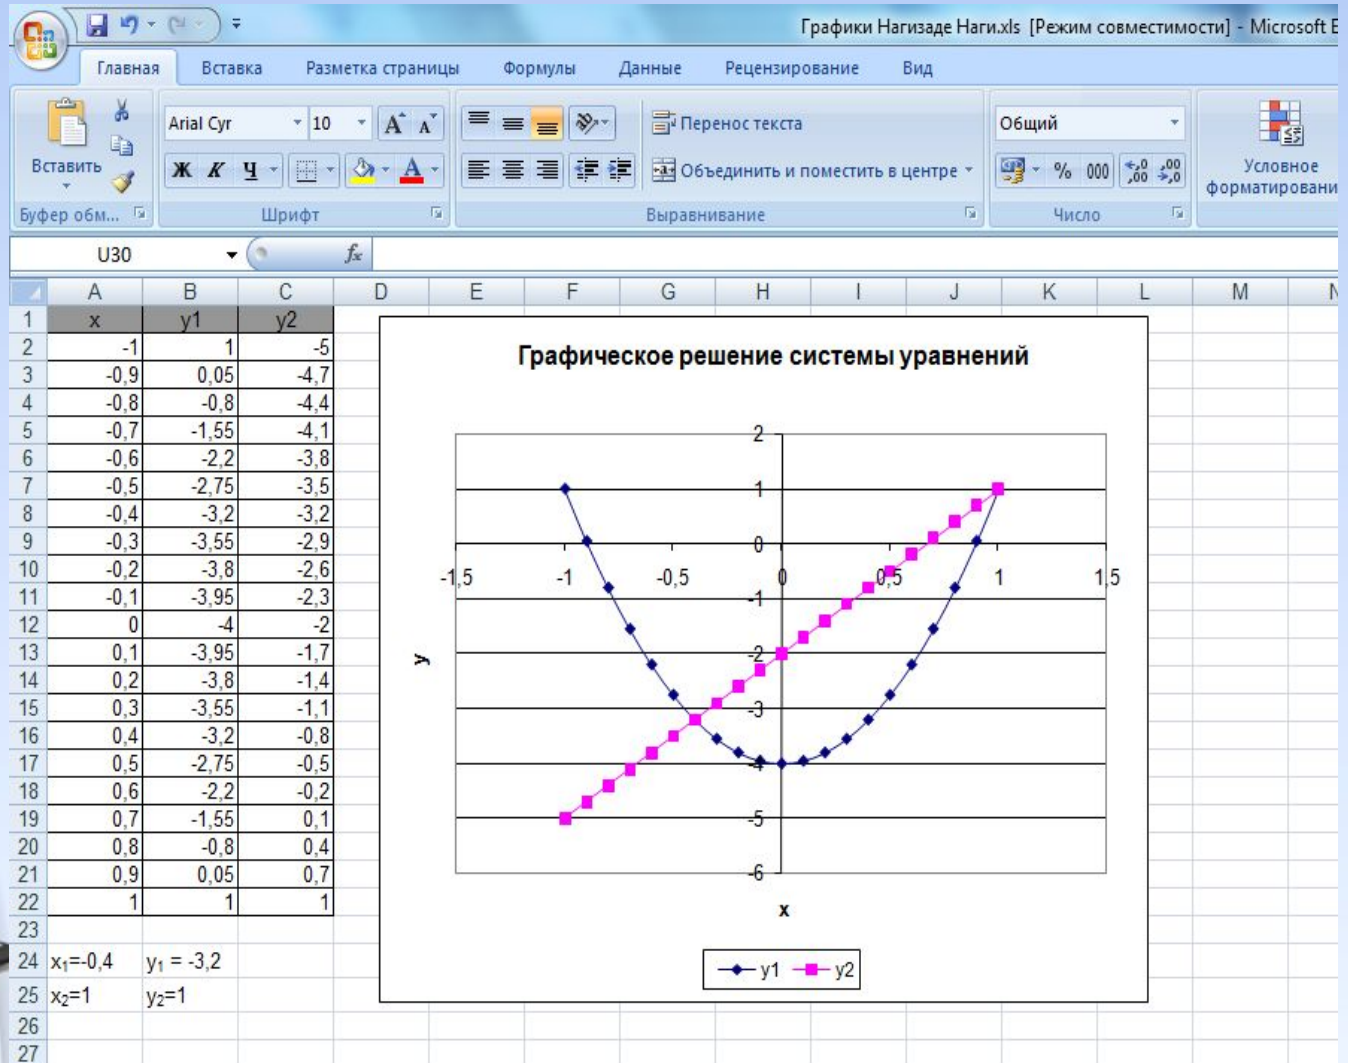 Графики Нагизаде Наги.xls [Режим совместимости] - Microsoft E
Главная Вставка Разметка страницы Формулы Данные Рецензирование Вид
Arial Cyr 10 А А Перенос текста Общий
Вставить Ж К Ч Объединить и поместить в центре % 000 Условное форматировани
Буфер обм... Шрифт Выравнивание Число
U30 fx
A B C D E F G H I J K L M N
1 x y1 y2
2 -1 1 -5
3 -0,9 0,05 -4,7
4 -0,8 -0,8 -4,4
5 -0,7 -1,55 -4,1
6 -0,6 -2,2 -3,8
7 -0,5 -2,75 -3,5
8 -0,4 -3,2 -3,2
9 -0,3 -3,55 -2,9
10 -0,2 -3,8 -2,6
11 -0,1 -3,95 -2,3
12 0 -4 -2
13 0,1 -3,95 -1,7
14 0,2 -3,8 -1,4
15 0,3 -3,55 -1,1
16 0,4 -3,2 -0,8
17 0,5 -2,75 -0,5
18 0,6 -2,2 -0,2
19 0,7 -1,55 0,1
20 0,8 -0,8 0,4
21 0,9 0,05 0,7
22 1 1 1
23
24 x₁=-0,4 y₁ = -3,2
25 x₂=1 y₂=1
26
27
Графическое решение системы уравнений
2
1
0
-1,5 -1 -0,5 0 0,5 1 1,5
-1
-2
y
-3
-4
-5
-6
x
y1 y2